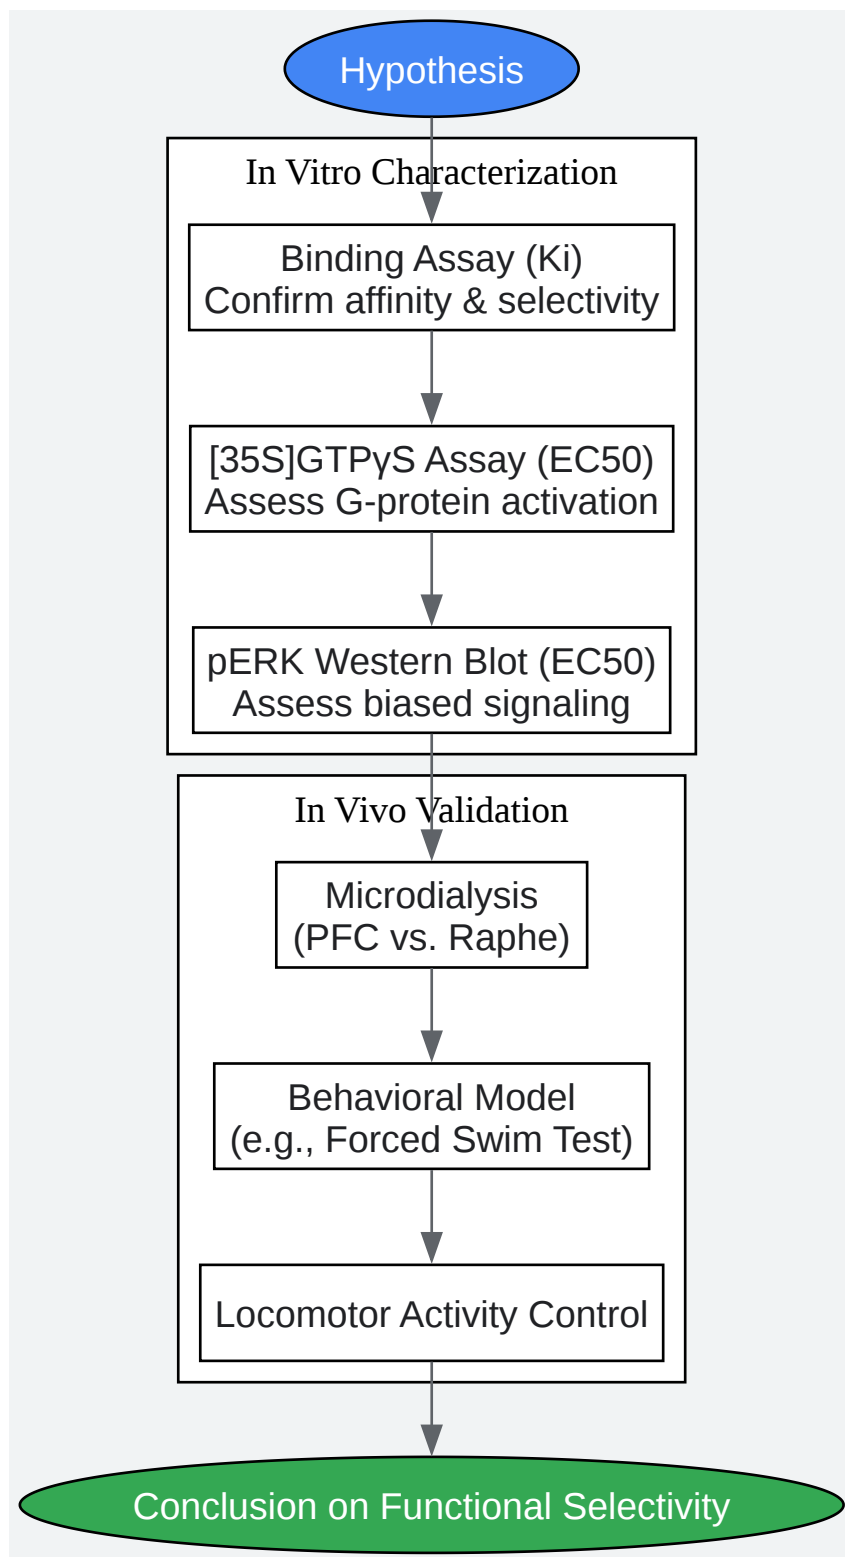 Hypothesis
In Vitro Characterization
Binding Assay (Ki)
Confirm affinity & selectivity
[35S]GTPγS Assay (EC50)
Assess G-protein activation
pERK Western Blot (EC50)
Assess biased signaling
In Vivo Validation
Microdialysis
(PFC vs. Raphe)
Behavioral Model
(e.g., Forced Swim Test)
Locomotor Activity Control
Conclusion on Functional Selectivity